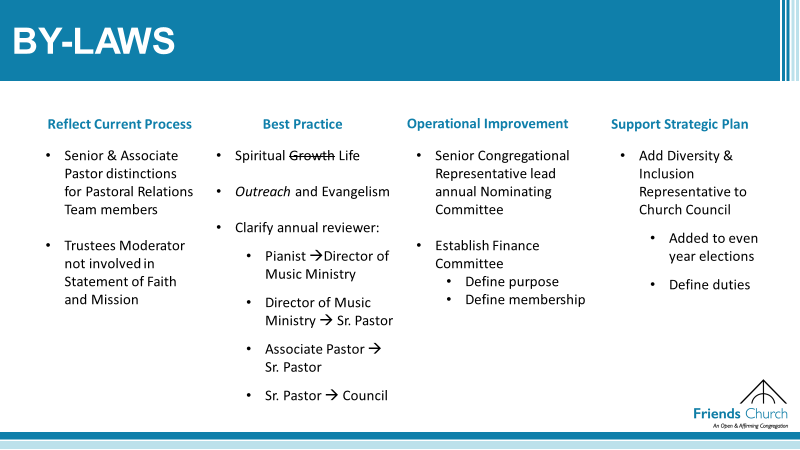 BY-LAWS
Reflect Current Process
• Senior & Associate
Pastor distinctions
for Pastoral Relations
Team members
• Trustees Moderator
not involved in
Statement of Faith
and Mission
Best Practice
• Spiritual Growth Life
• Outreach and Evangelism
• Clarify annual reviewer:
• Pianist →Director of
Music Ministry
• Director of Music
Ministry → Sr. Pastor
• Associate Pastor →
Sr. Pastor
• Sr. Pastor → Council
Operational Improvement
• Senior Congregational
Representative lead
annual Nominating
Committee
• Establish Finance
Committee
• Define purpose
• Define membership
Support Strategic Plan
• Add Diversity &
Inclusion
Representative to
Church Council
• Added to even
year elections
• Define duties
Friends Church
An Open & Affirming Congregation